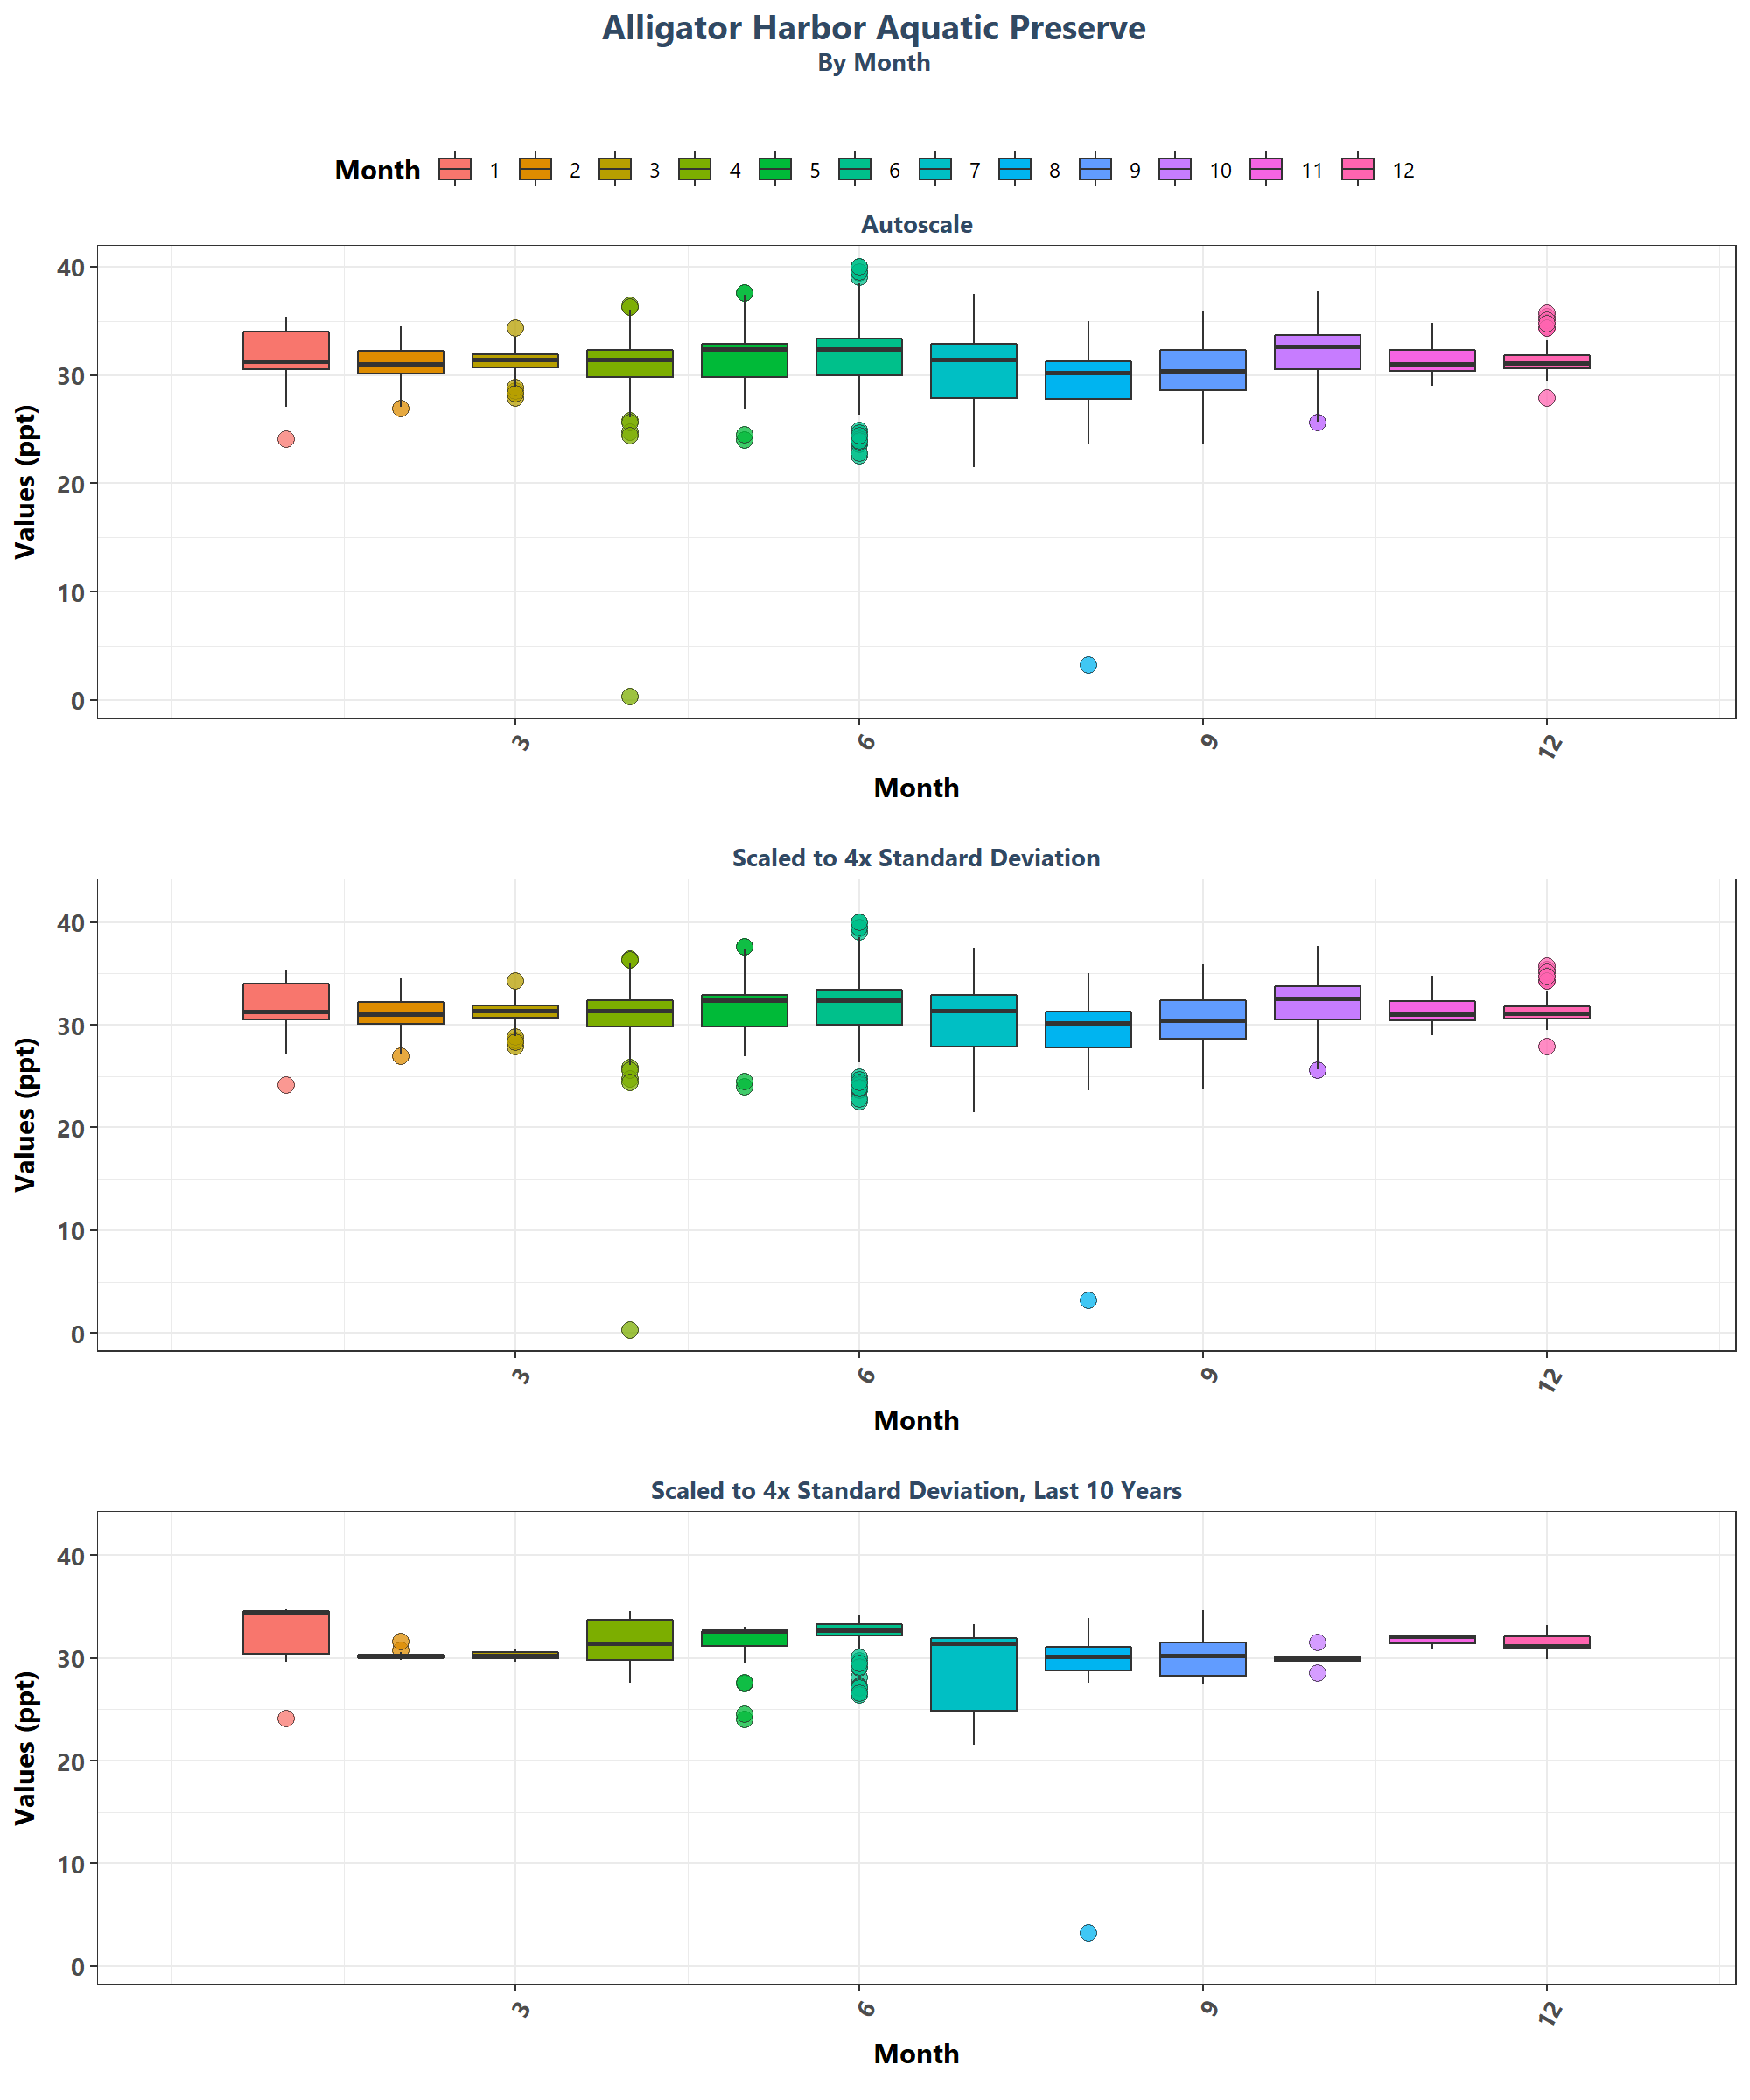 Alligator Harbor Aquatic Preserve
By Month
Month 1 2 3 4 5 6 7 8 9 10 11 12
Autoscale
Values (ppt)
40
30
20
10
0
3 6 9 12
Month
Scaled to 4x Standard Deviation
Values (ppt)
40
30
20
10
0
3 6 9 12
Month
Scaled to 4x Standard Deviation, Last 10 Years
Values (ppt)
40
30
20
10
0
3 6 9 12
Month